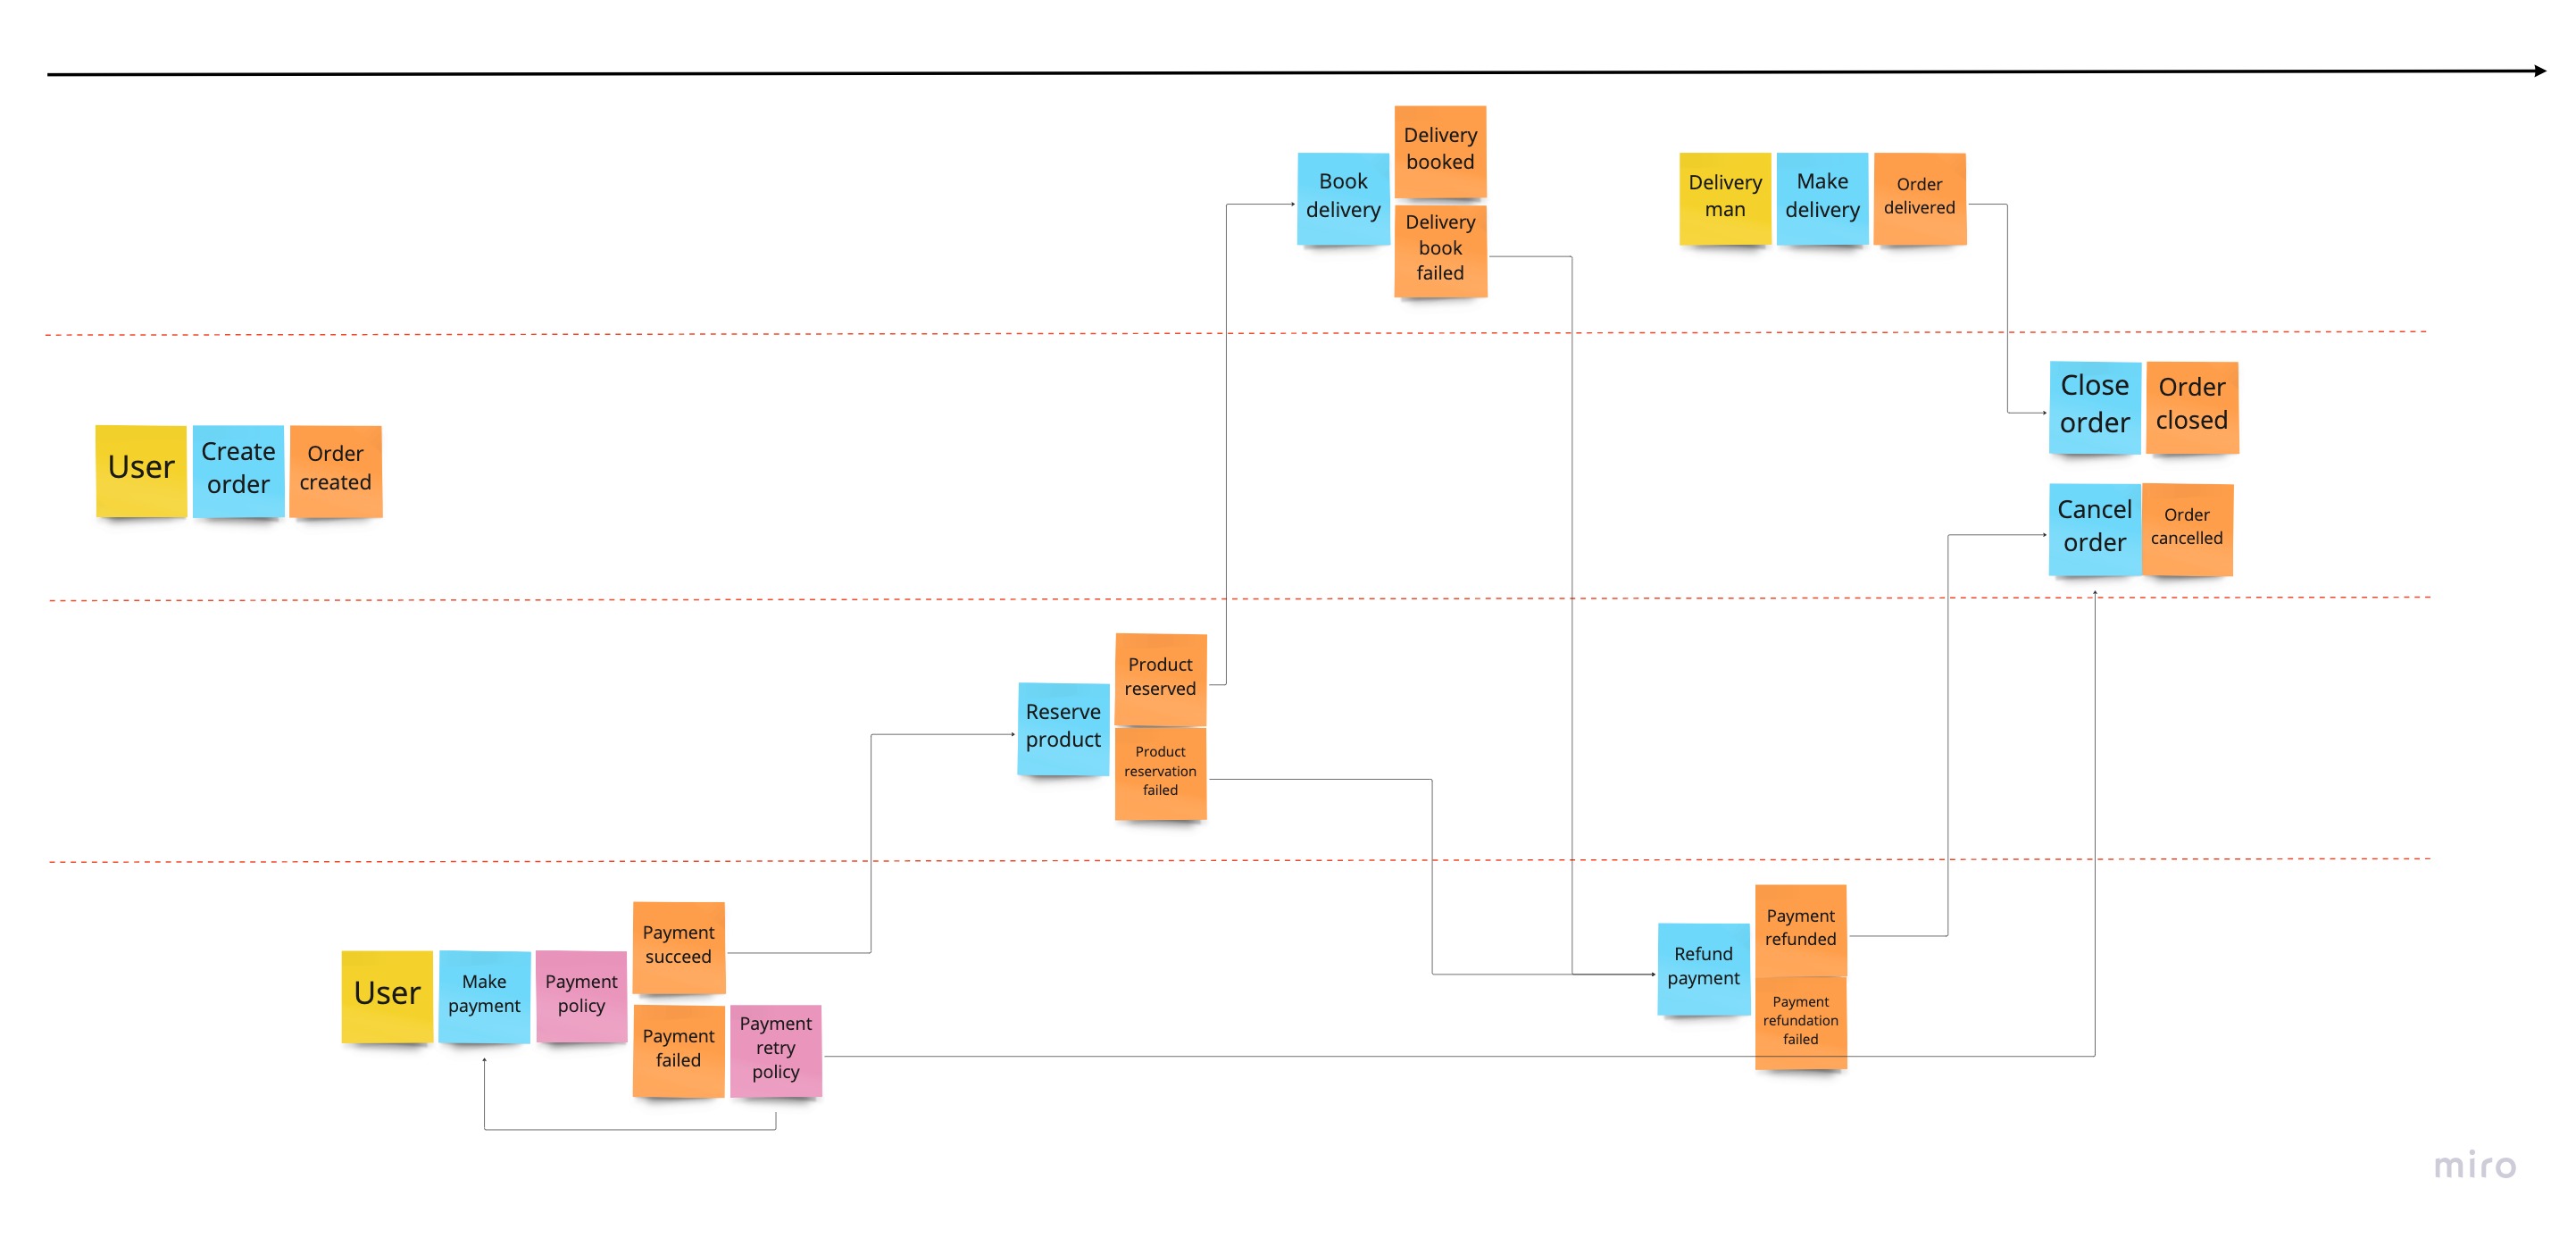 Delivery
booked
Book
delivery
Delivery
book
failed
Delivery
man
Make
delivery
Order
delivered
User
Create
order
Order
created
Close
order
Order
closed
Cancel
order
Order
cancelled
Reserve
product
Product
reserved
Product
reservation
failed
User
Make
payment
Payment
policy
Payment
succeed
Payment
failed
Payment
retry
policy
Refund
payment
Payment
refunded
Payment
refundation
failed
miro